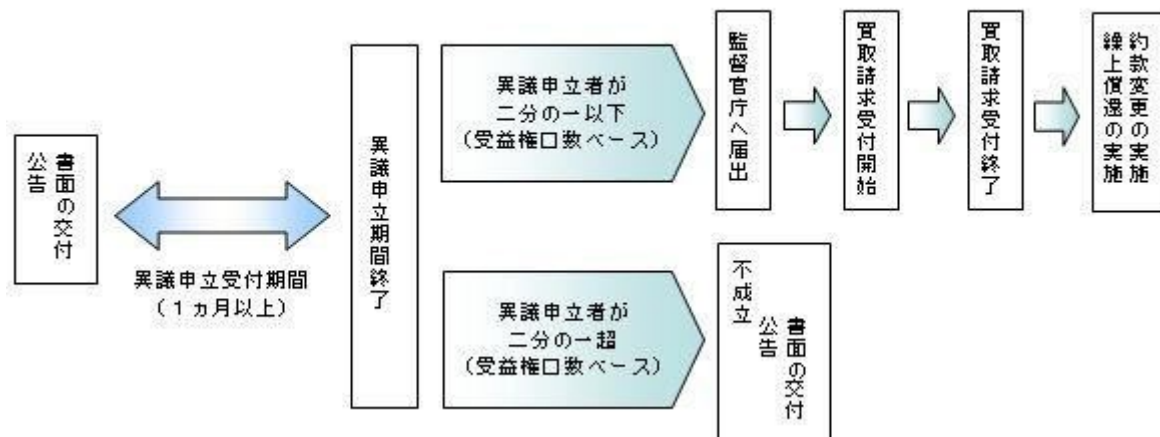 書面の交付
公告
異議申立受付期間
(1ヵ月以上)
異議申立期間終了
異議申立者が
二分の一以下
(受益権口数ベース)
監督官庁へ届出
買取請求受付開始
買取請求受付終了
約款変更の実施
繰上償還の実施
異議申立者が
二分の一超
(受益権口数ベース)
不成立
書面の交付
公告